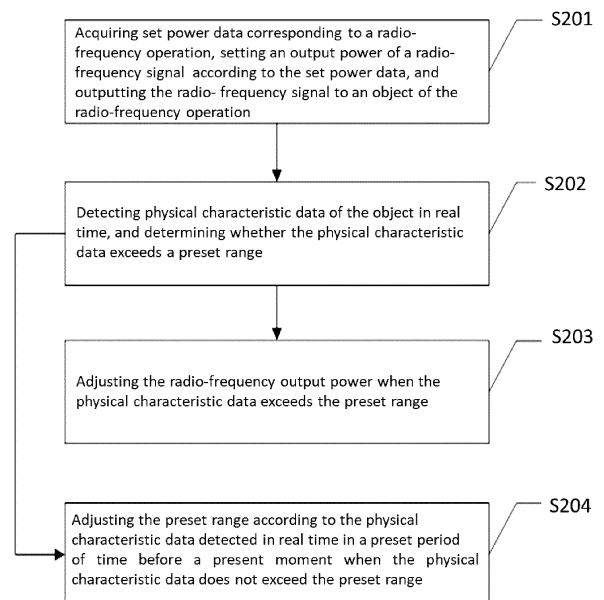 S201
Acquiring set power data corresponding to a radio-
frequency operation, setting an output power of a radio-
frequency signal according to the set power data, and
outputting the radio- frequency signal to an object of the
radio-frequency operation
S202
Detecting physical characteristic data of the object in real
time, and determining whether the physical characteristic
data exceeds a preset range
S203
Adjusting the radio-frequency output power when the
physical characteristic data exceeds the preset range
S204
Adjusting the preset range according to the physical
characteristic data detected in real time in a preset period
of time before a present moment when the physical
characteristic data does not exceed the preset range